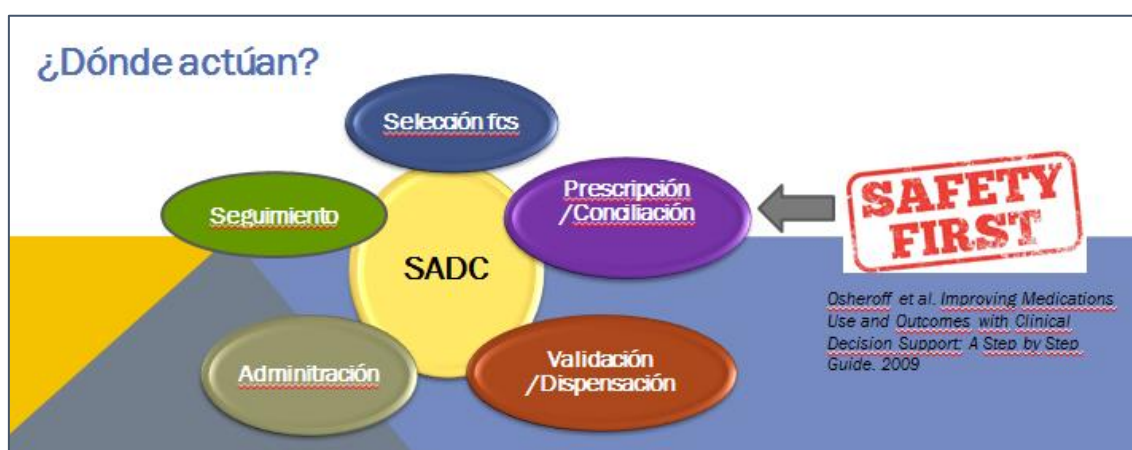 ¿Dónde actúan?
Selección fcs
Prescripción
/Conciliación
Seguimiento
SADC
Adminitración
Validación
/Dispensación
SAFETY
FIRST
Osheroff et al. Improving Medications
Use and Outcomes with Clinical
Decision Support: A Step by Step
Guide. 2009